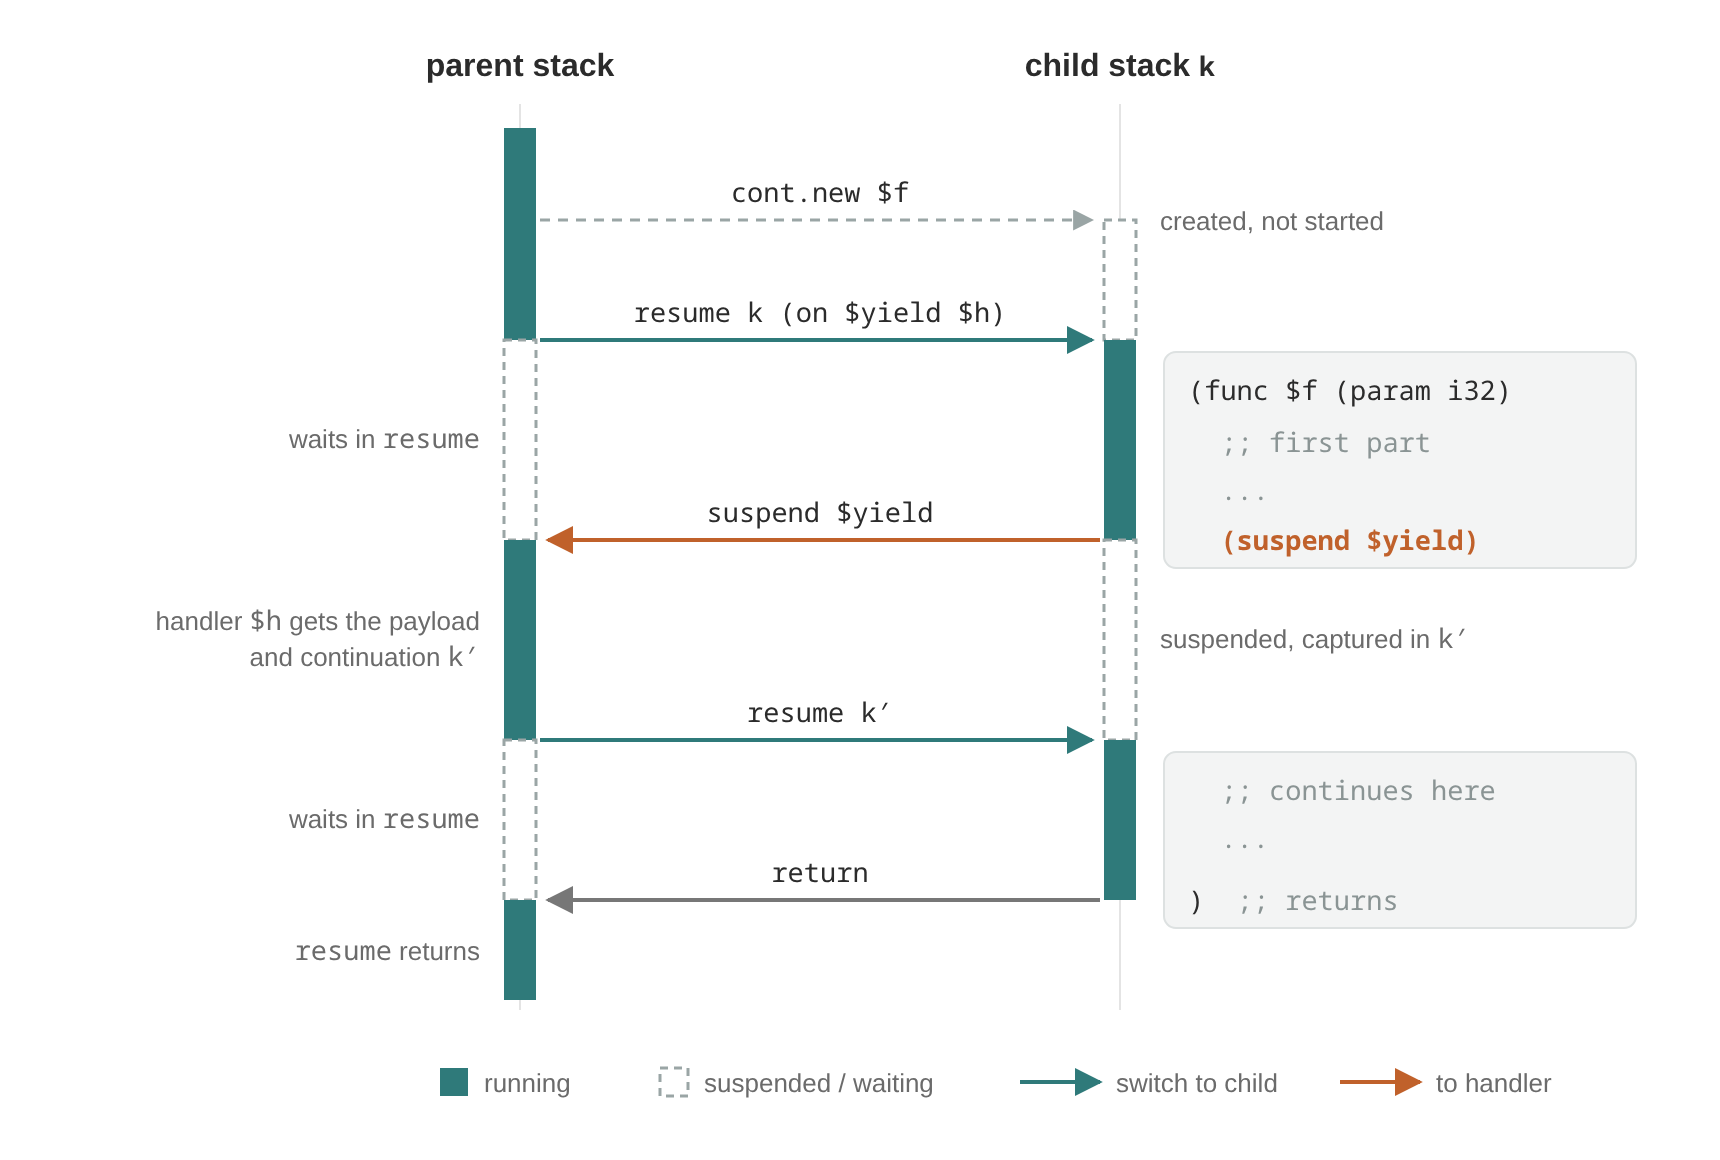 parent stack
child stack k
cont.new $f
created, not started
resume k (on $yield $h)
(func $f (param i32)
;; first part
...
(suspend $yield)
waits in resume
suspend $yield
handler $h gets the payload
and continuation k′
suspended, captured in k′
resume k′
;; continues here
...
) ;; returns
waits in resume
return
resume returns
running
suspended / waiting
switch to child
to handler